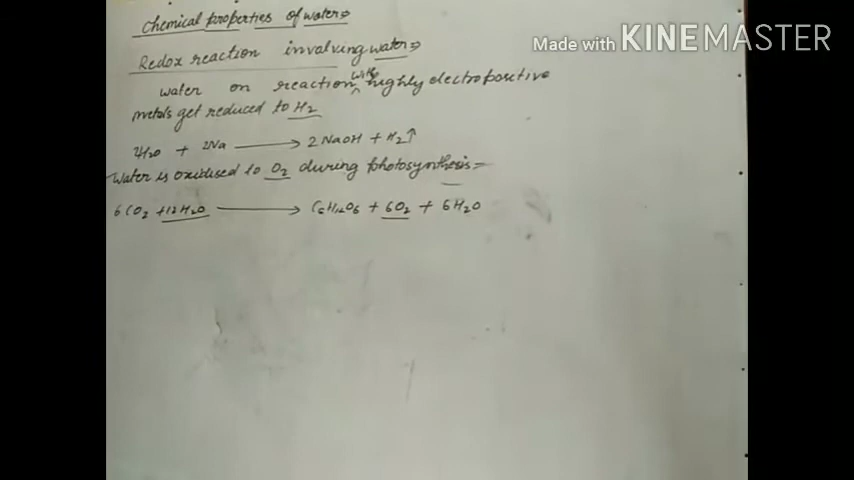 Chemical properties of water⇒
Made with KINEMASTER
Redox reaction involving water⇒
water on reaction with highly electropositive
metals get reduced to H₂
2H₂O + 2Na ⟶ 2NaOH + H₂↑
Water is oxidised to O₂ during photosynthesis=
6CO₂ + 12H₂O ⟶ C₆H₁₂O₆ + 6O₂ + 6H₂O